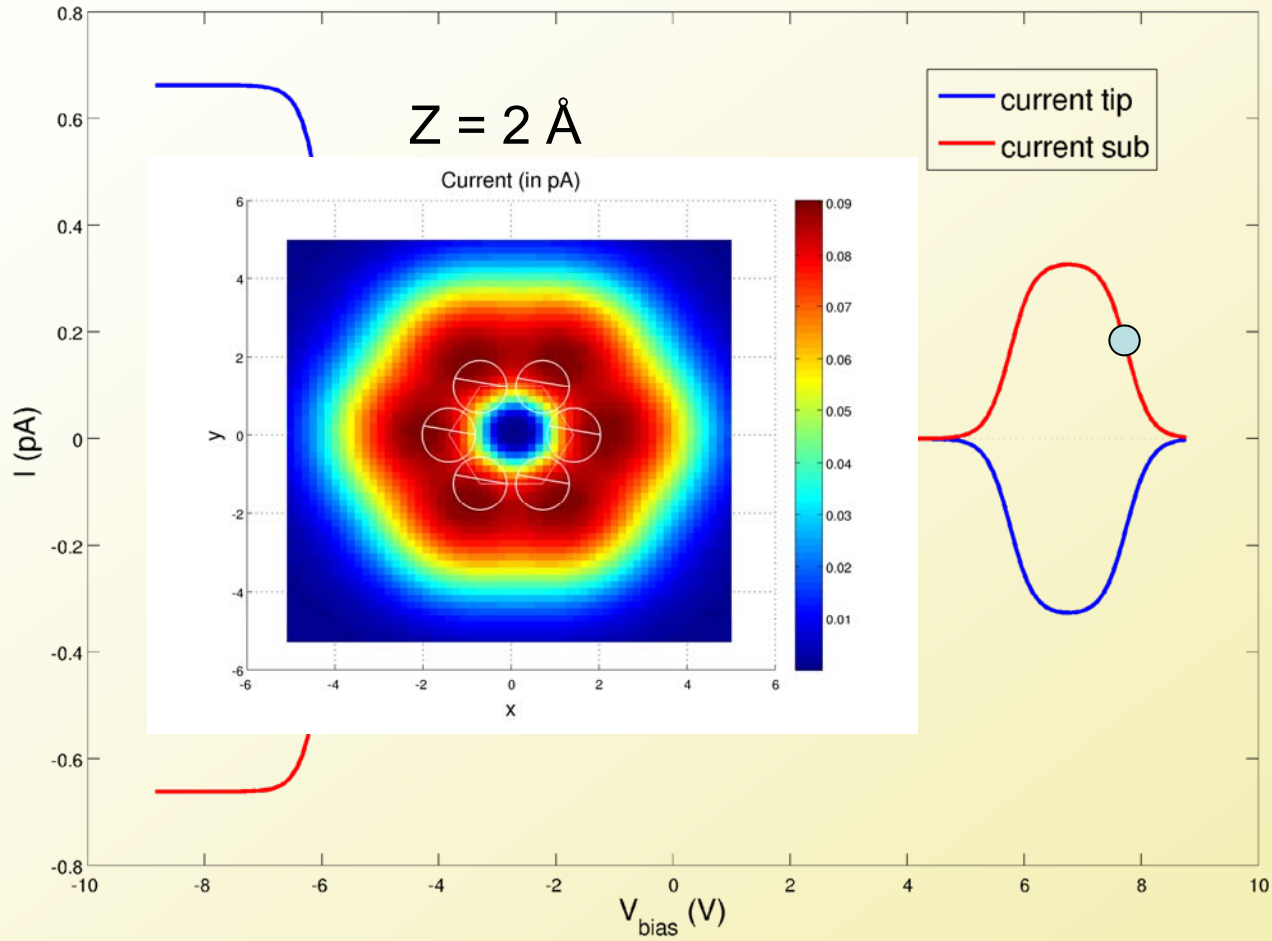 0.8
0.6
0.4
0.2
0
-0.2
-0.4
-0.6
-0.8
I (pA)
Z = 2 Å
current tip
current sub
Current (in pA)
6
4
2
0
-2
-4
-6
y
-6 -4 -2 0 2 4 6
x
0.09
0.08
0.07
0.06
0.05
0.04
0.03
0.02
0.01
-10 -8 -6 -4 -2 0 2 4 6 8 10
V_bias (V)